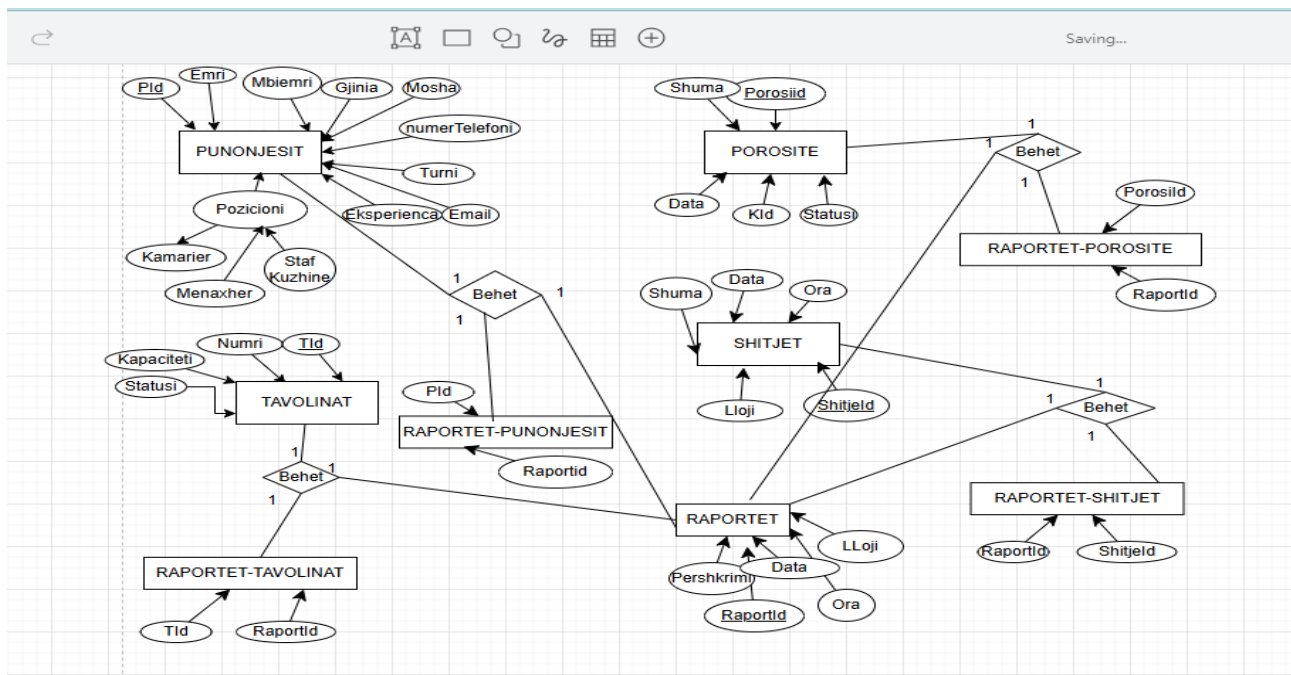 Saving...
PId
Emri
Mbiemri
Gjinia
Mosha
numerTelefoni
Turni
Email
Eksperienca
PUNONJESIT
Pozicioni
Kamarier
Menaxher
Staf
Kuzhine
Shuma
Porosiid
POROSITE
Data
KId
Statusi
1
1
Behet
1
PorosiId
RAPORTET-POROSITE
RaportId
1
Behet
1
1
Shuma
Data
Ora
SHITJET
Lloji
ShitjeId
1
1
Behet
1
Kapaciteti
Numri
TId
Statusi
TAVOLINAT
PId
RAPORTET-PUNONJESIT
Raportid
1
1
Behet
1
RAPORTET-SHITJET
RaportId
ShitjeId
RAPORTET
LLoji
Pershkrimi
Data
RaportId
Ora
RAPORTET-TAVOLINAT
TId
RaportId